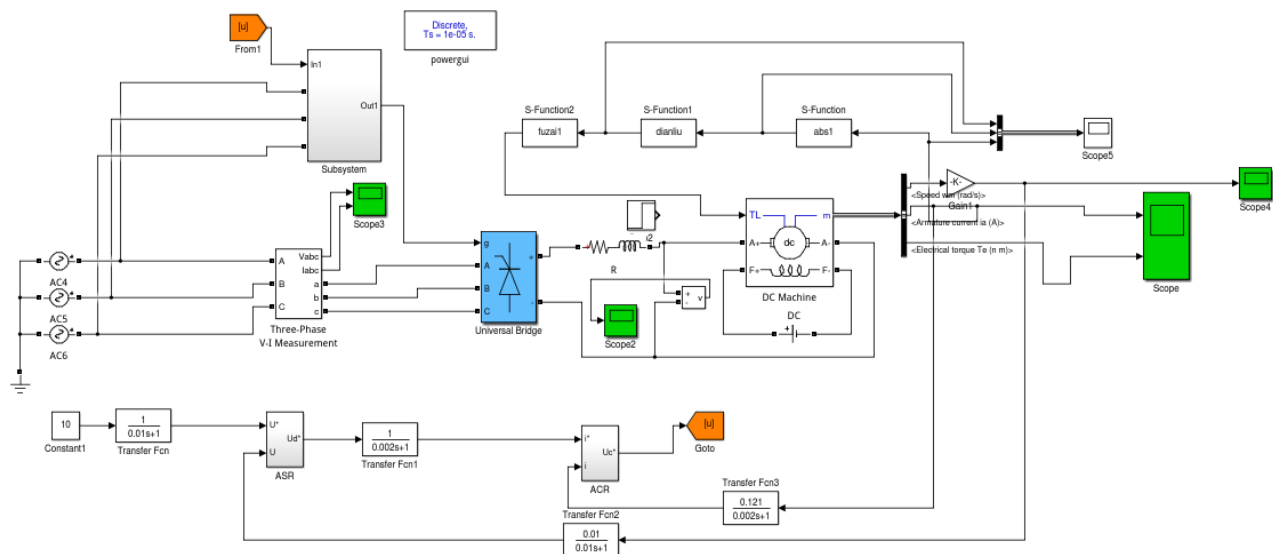 [u]
From1
Discrete,
Ts = 1e-05 s.
powergui
In1
Out1
Subsystem
S-Function2
fuzai1
S-Function1
dianliu
S-Function
abs1
Scope5
-K-
Gain1
<Speed wm (rad/s)>
<Armature current ia (A)>
<Electrical torque Te (n m)>
Scope4
Scope
Scope3
AC4
AC5
AC6
Vabc
Iabc
A
B
C
a
b
c
Three-Phase
V-I Measurement
g
A
B
C
+
-
Universal Bridge
R
i2
+
-
v
Scope2
TL
m
A+
dc
A-
F+
F-
DC Machine
DC
+
10
Constant1
1
0.01s+1
Transfer Fcn
U*
U
Ud*
ASR
1
0.002s+1
Transfer Fcn1
i*
i
Uc*
ACR
[u]
Goto
Transfer Fcn3
0.121
0.002s+1
Transfer Fcn2
0.01
0.01s+1